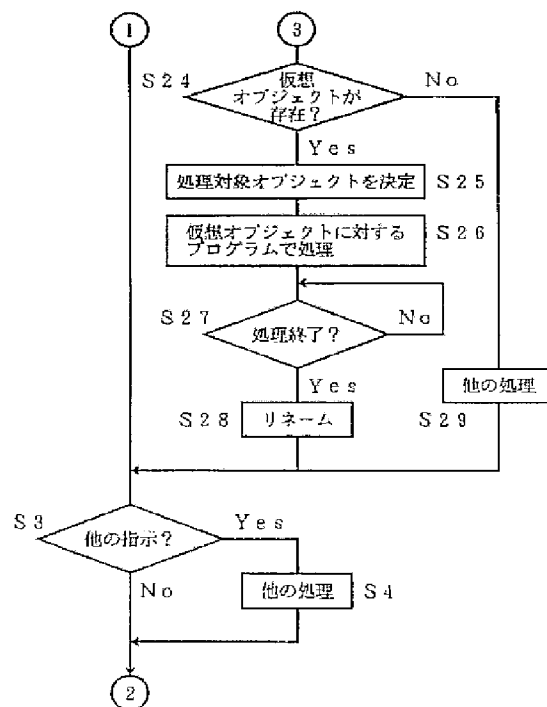 1
3
S24
仮想
オブジェクトが
存在?
No
Yes
処理対象オブジェクトを決定
S25
仮想オブジェクトに対する
プログラムで処理
S26
S27
処理終了?
No
Yes
S28
リネーム
他の処理
S29
S3
他の指示?
Yes
No
他の処理
S4
2